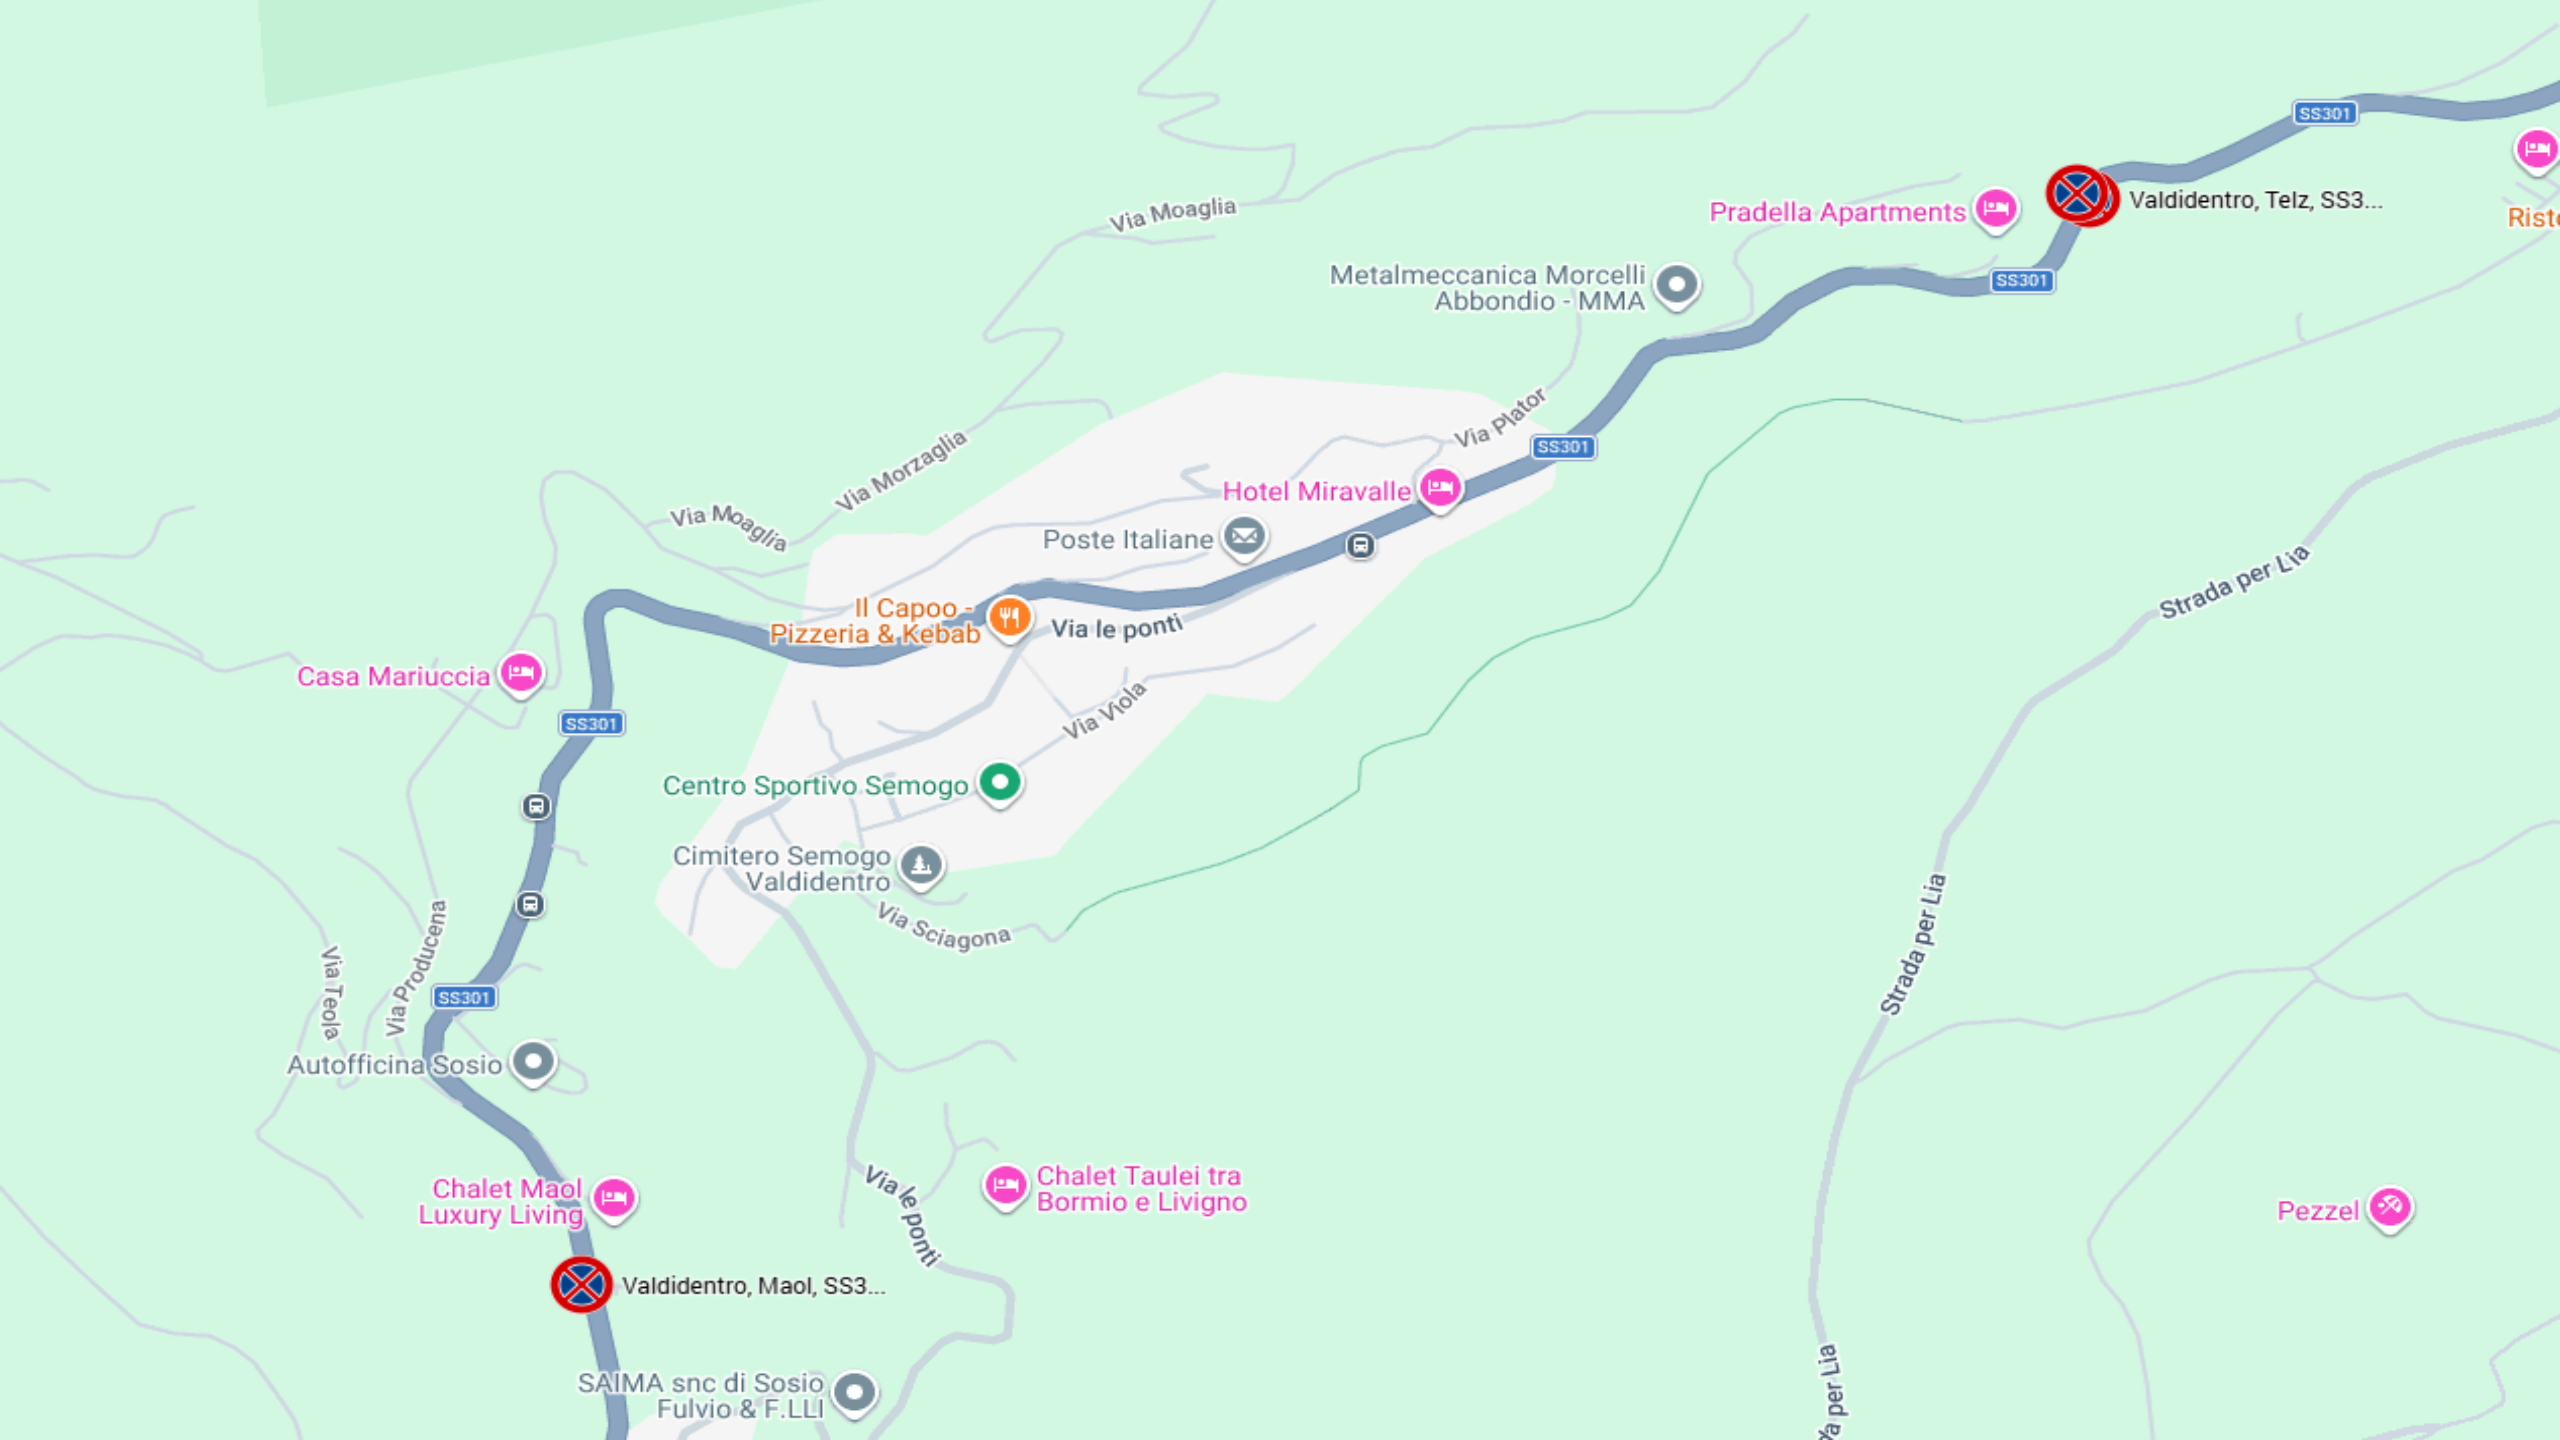 SS301
Valdidentro, Telz, SS3...
Pradella Apartments
Via Moaglia
Metalmeccanica Morcelli
Abbondio - MMA
SS301
Via Plator
SS301
Via Morzaglia
Hotel Miravalle
Via Moaglia
Poste Italiane
Strada per Lia
Il Capoo -
Pizzeria & Kebab
Via le ponti
Casa Mariuccia
SS301
Via Viola
Centro Sportivo Semogo
Cimitero Semogo
Valdidentro
Via Sciagona
Strada per Lia
Via Producena
Via Teola
SS301
Autofficina Sosio
Chalet Maol
Luxury Living
Via le ponti
Chalet Taulei tra
Bormio e Livigno
Pezzel
Valdidentro, Maol, SS3...
SAIMA snc di Sosio
Fulvio & F.LLI
per Lia